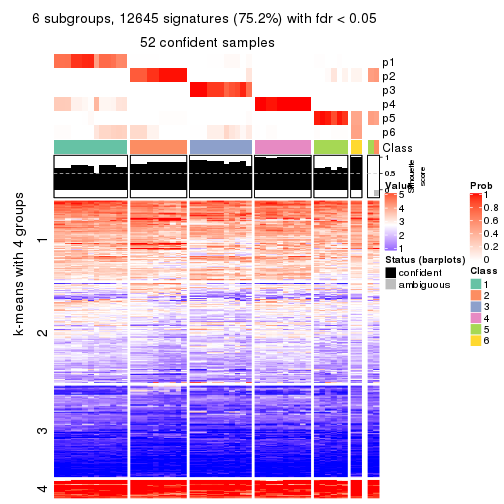 6 subgroups, 12645 signatures (75.2%) with fdr < 0.05
52 confident samples
p1
p2
p3
p4
p5
p6
Class
1
0.5
0
Silhouette
score
k-means with 4 groups
1
2
3
4
Value
5
4
3
2
1
Status (barplots)
confident
ambiguous
Prob
1
0.8
0.6
0.4
0.2
0
Class
1
2
3
4
5
6